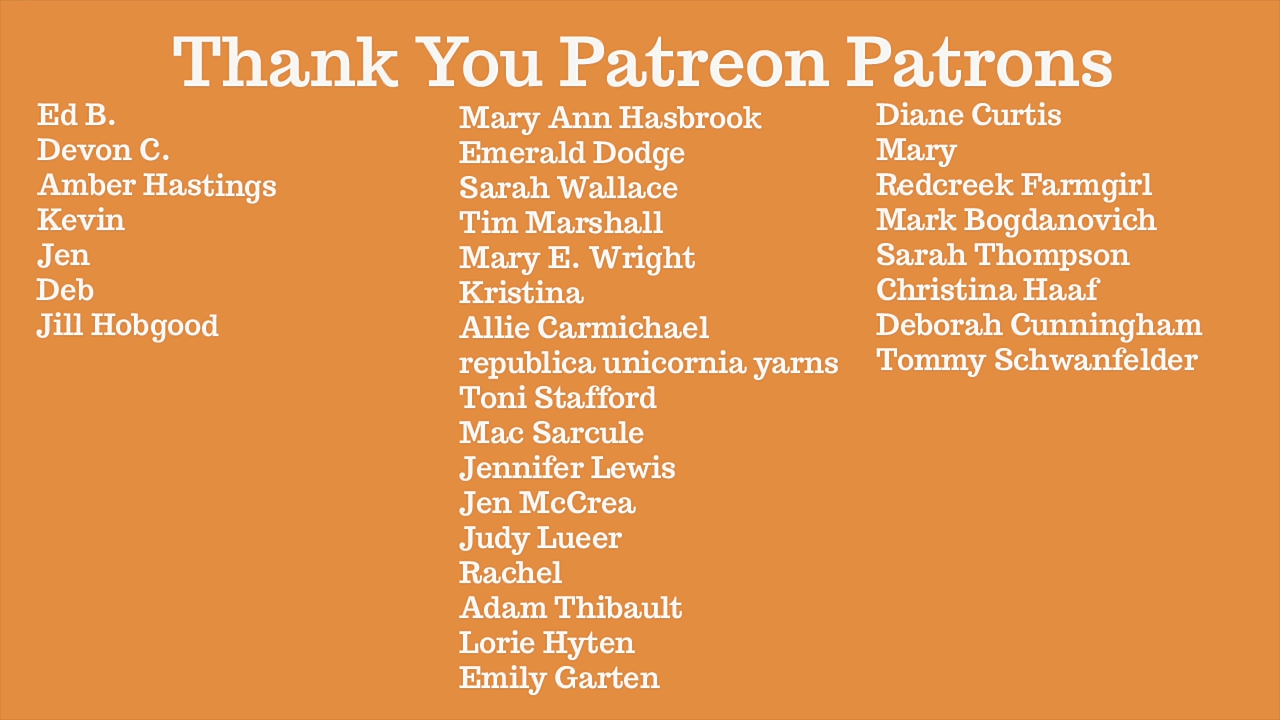 Thank You Patreon Patrons
Ed B.
Devon C.
Amber Hastings
Kevin
Jen
Deb
Jill Hobgood
Mary Ann Hasbrook
Emerald Dodge
Sarah Wallace
Tim Marshall
Mary E. Wright
Kristina
Allie Carmichael
republica unicornia yarns
Toni Stafford
Mac Sarcule
Jennifer Lewis
Jen McCrea
Judy Lueer
Rachel
Adam Thibault
Lorie Hyten
Emily Garten
Diane Curtis
Mary
Redcreek Farmgirl
Mark Bogdanovich
Sarah Thompson
Christina Haaf
Deborah Cunningham
Tommy Schwanfelder